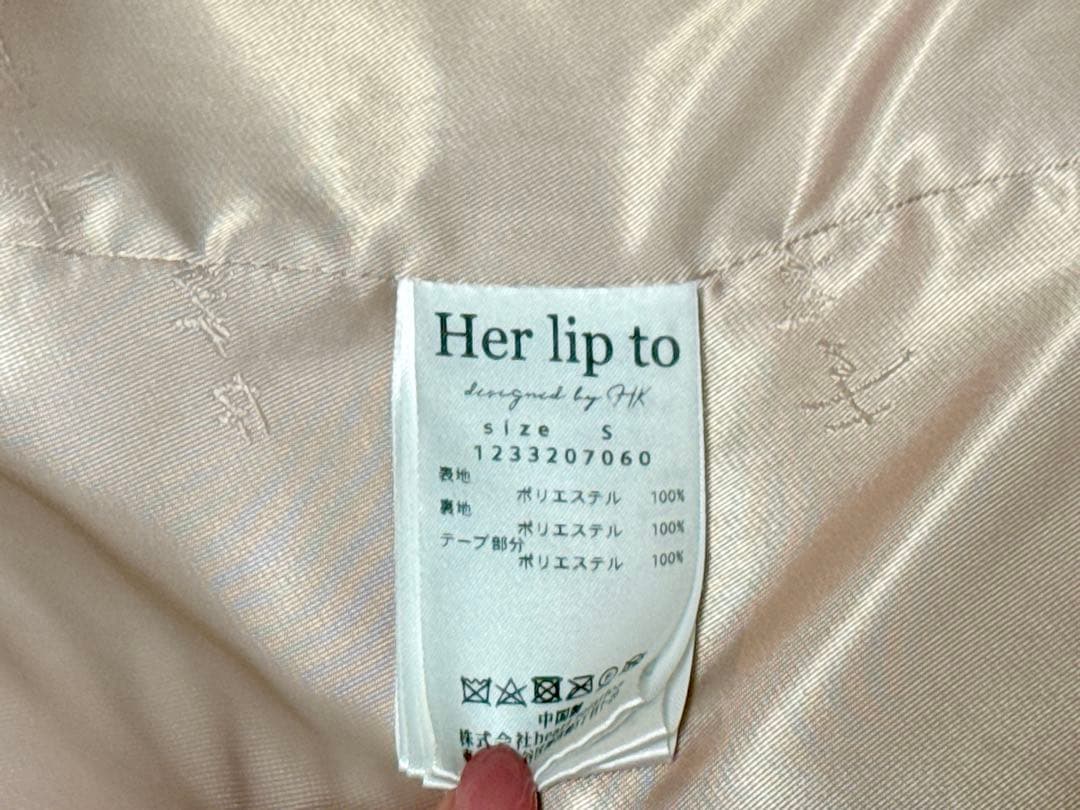 Her lip to
designed by HK
size S
1233207060
表地
ポリエステル 100%
裏地
ポリエステル 100%
テープ部分
ポリエステル 100%
中国製
株式会社